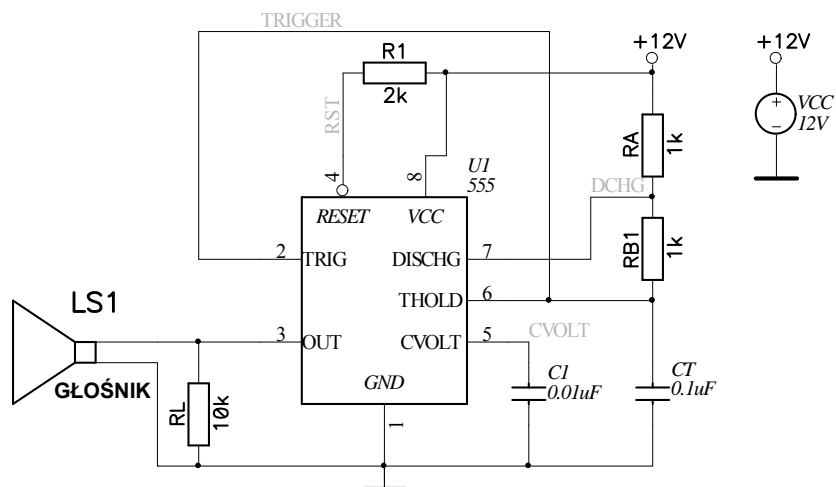 TRIGGER
R1
2k
+12V
+12V
VCC
12V
RST
RA
1k
4
8
U1
555
DCHG
RESET
VCC
RB1
1k
2
TRIG
DISCHG
7
THOLD
6
LS1
3
OUT
CVOLT
5
CVOLT
GŁOŚNIK
RL
10k
GND
1
C1
0.01uF
CT
0.1uF